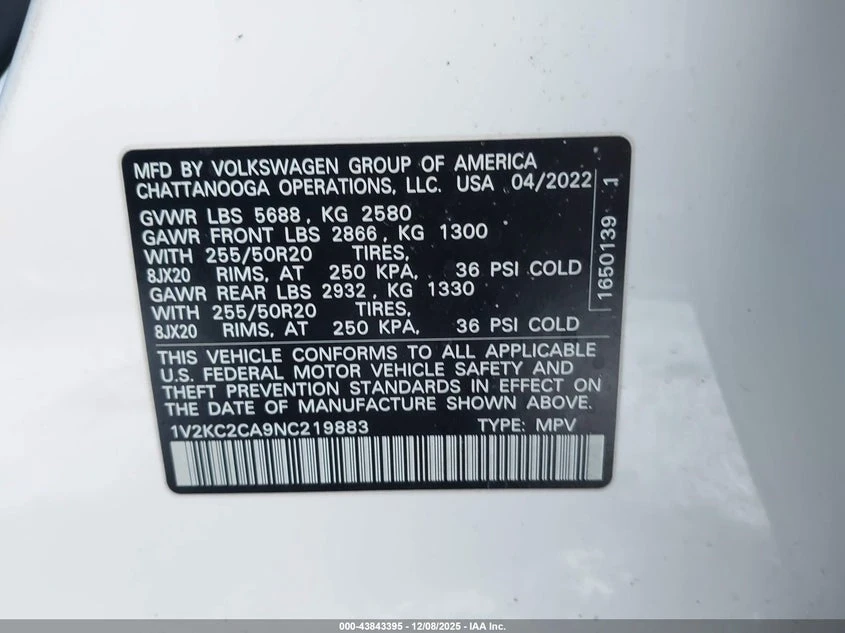 MFD BY VOLKSWAGEN GROUP OF AMERICA
CHATTANOOGA OPERATIONS, LLC. USA 04/2022
GVWR LBS 5688, KG 2580
GAWR FRONT LBS 2866, KG 1300
WITH 255/50R20 TIRES,
8JX20 RIMS, AT 250 KPA, 36 PSI COLD
GAWR REAR LBS 2932, KG 1330
WITH 255/50R20 TIRES,
8JX20 RIMS, AT 250 KPA, 36 PSI COLD
THIS VEHICLE CONFORMS TO ALL APPLICABLE
U.S. FEDERAL MOTOR VEHICLE SAFETY AND
THEFT PREVENTION STANDARDS IN EFFECT ON
THE DATE OF MANUFACTURE SHOWN ABOVE.
1V2KC2CA9NC219883 TYPE: MPV
1650139 1
000-43843395 - 12/08/2025 - IAA Inc.